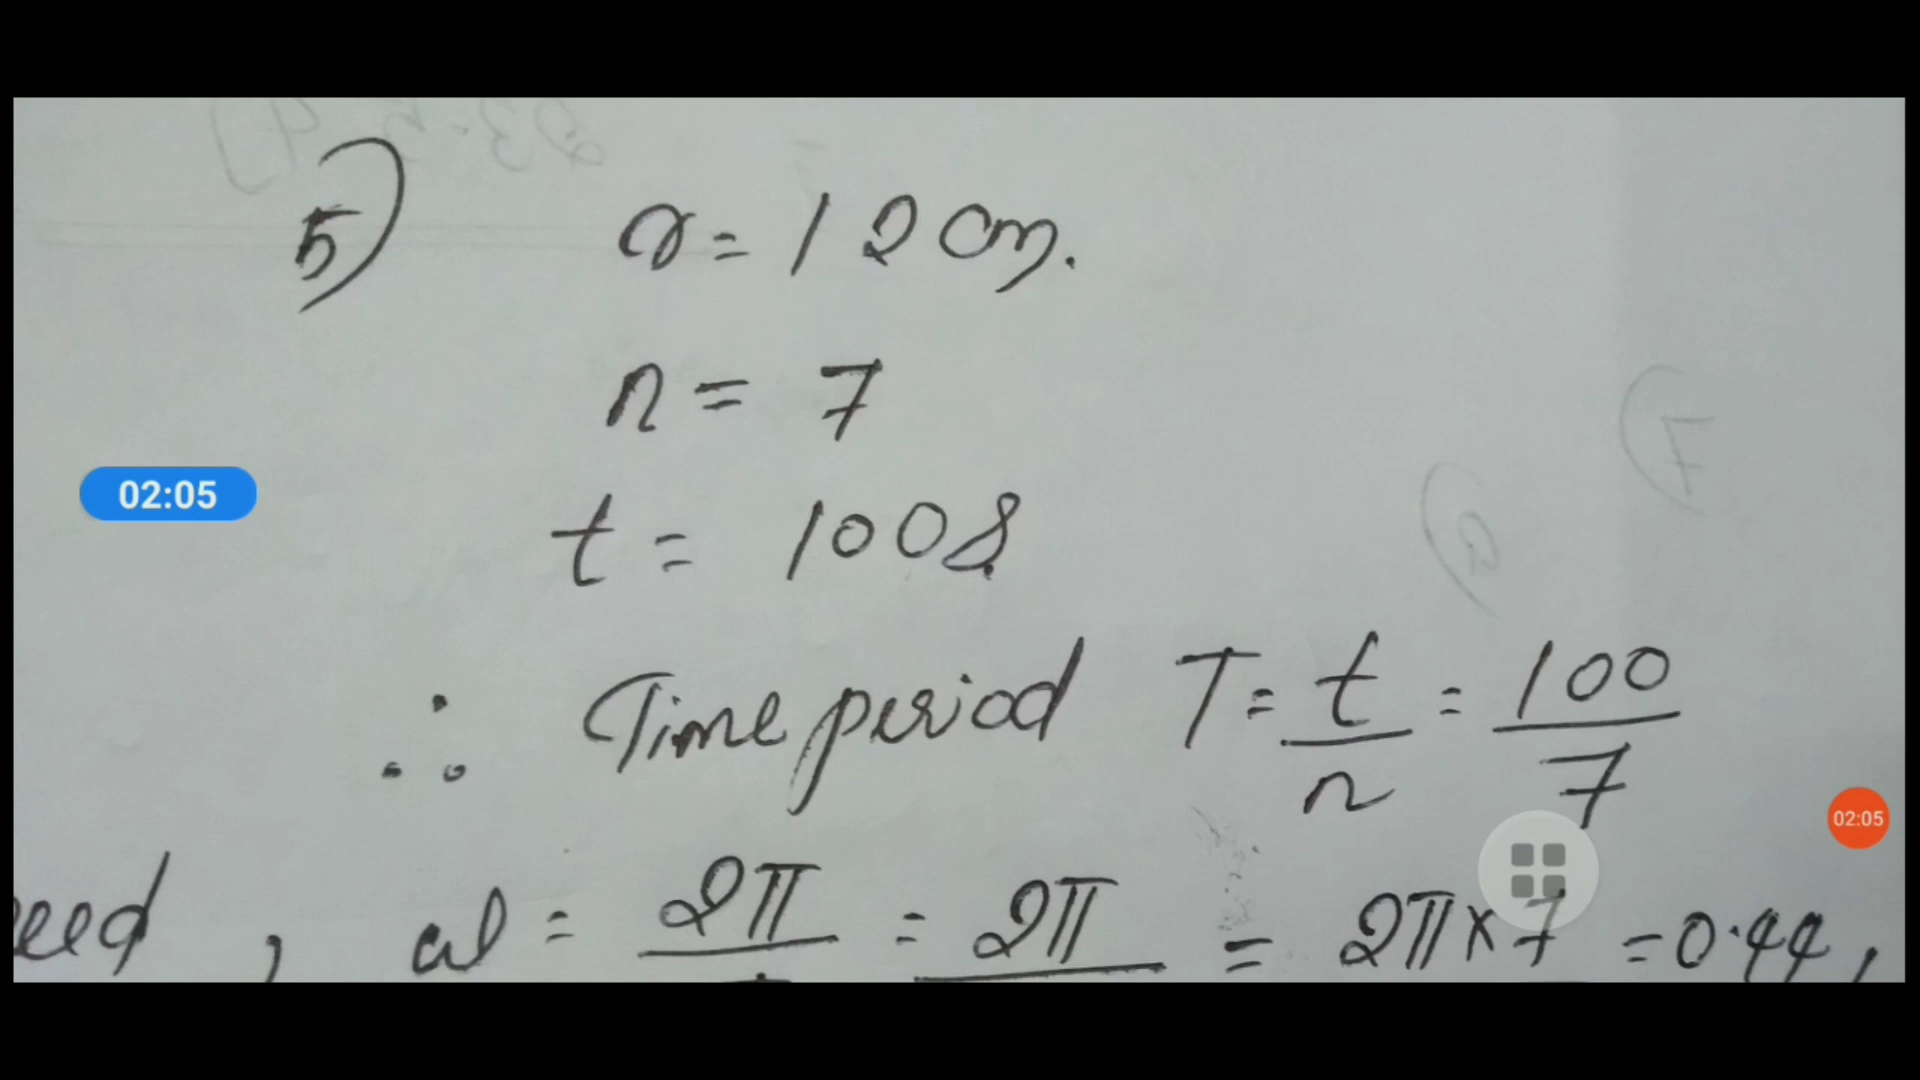 5)
r = 12 cm.
n = 7
02:05
t = 100 s.
∴ Time period T = t/n = 100/7
02:05
eed, ω = 2π = 2π = 2π × 7 = 0.44,